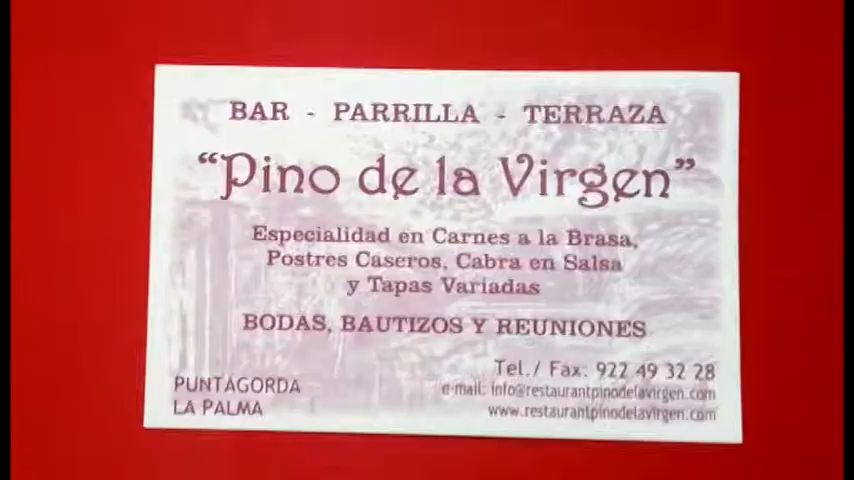 BAR - PARRILLA - TERRAZA
“Pino de la Virgen”
Especialidad en Carnes a la Brasa,
Postres Caseros, Cabra en Salsa
y Tapas Variadas
BODAS, BAUTIZOS Y REUNIONES
Tel./ Fax: 922 49 32 28
PUNTAGORDA
e-mail: info@restaurantpinodelavirgen.com
LA PALMA
www.restaurantpinodelavirgen.com